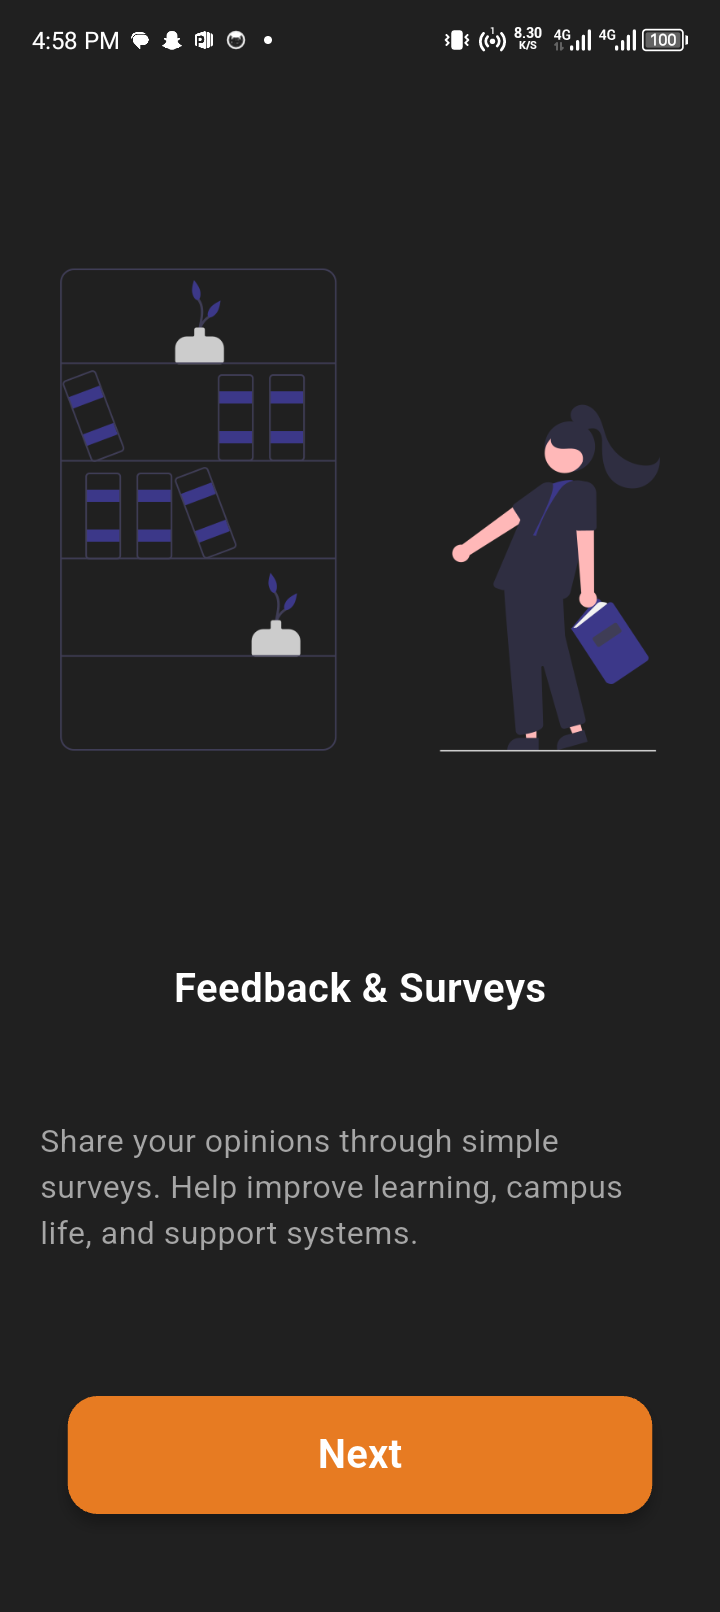 4:58 PM
1
8.30
K/S
4G
4G
100
Feedback & Surveys
Share your opinions through simple
surveys. Help improve learning, campus
life, and support systems.
Next